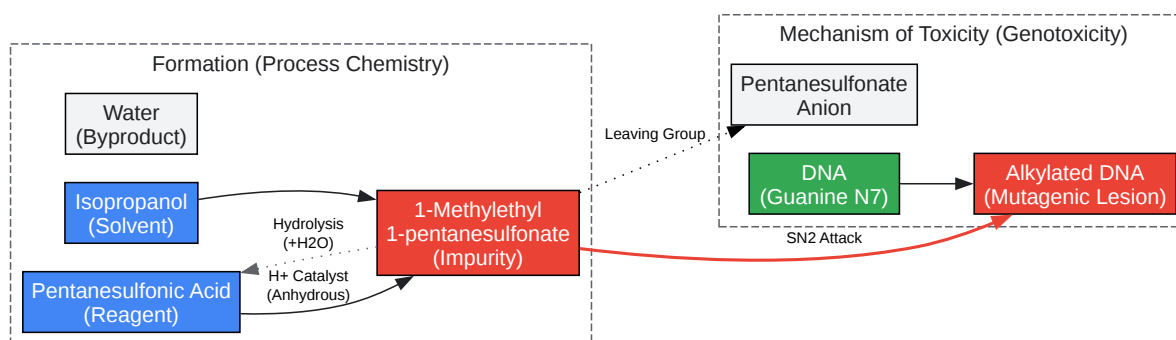 Formation (Process Chemistry)
Water
(Byproduct)
Isopropanol
(Solvent)
Pentanesulfonic Acid
(Reagent)
Hydrolysis
(+H2O)
H+ Catalyst
(Anhydrous)
1-Methylethyl
1-pentanesulfonate
(Impurity)
Leaving Group
SN2 Attack
Mechanism of Toxicity (Genotoxicity)
Pentanesulfonate
Anion
DNA
(Guanine N7)
Alkylated DNA
(Mutagenic Lesion)